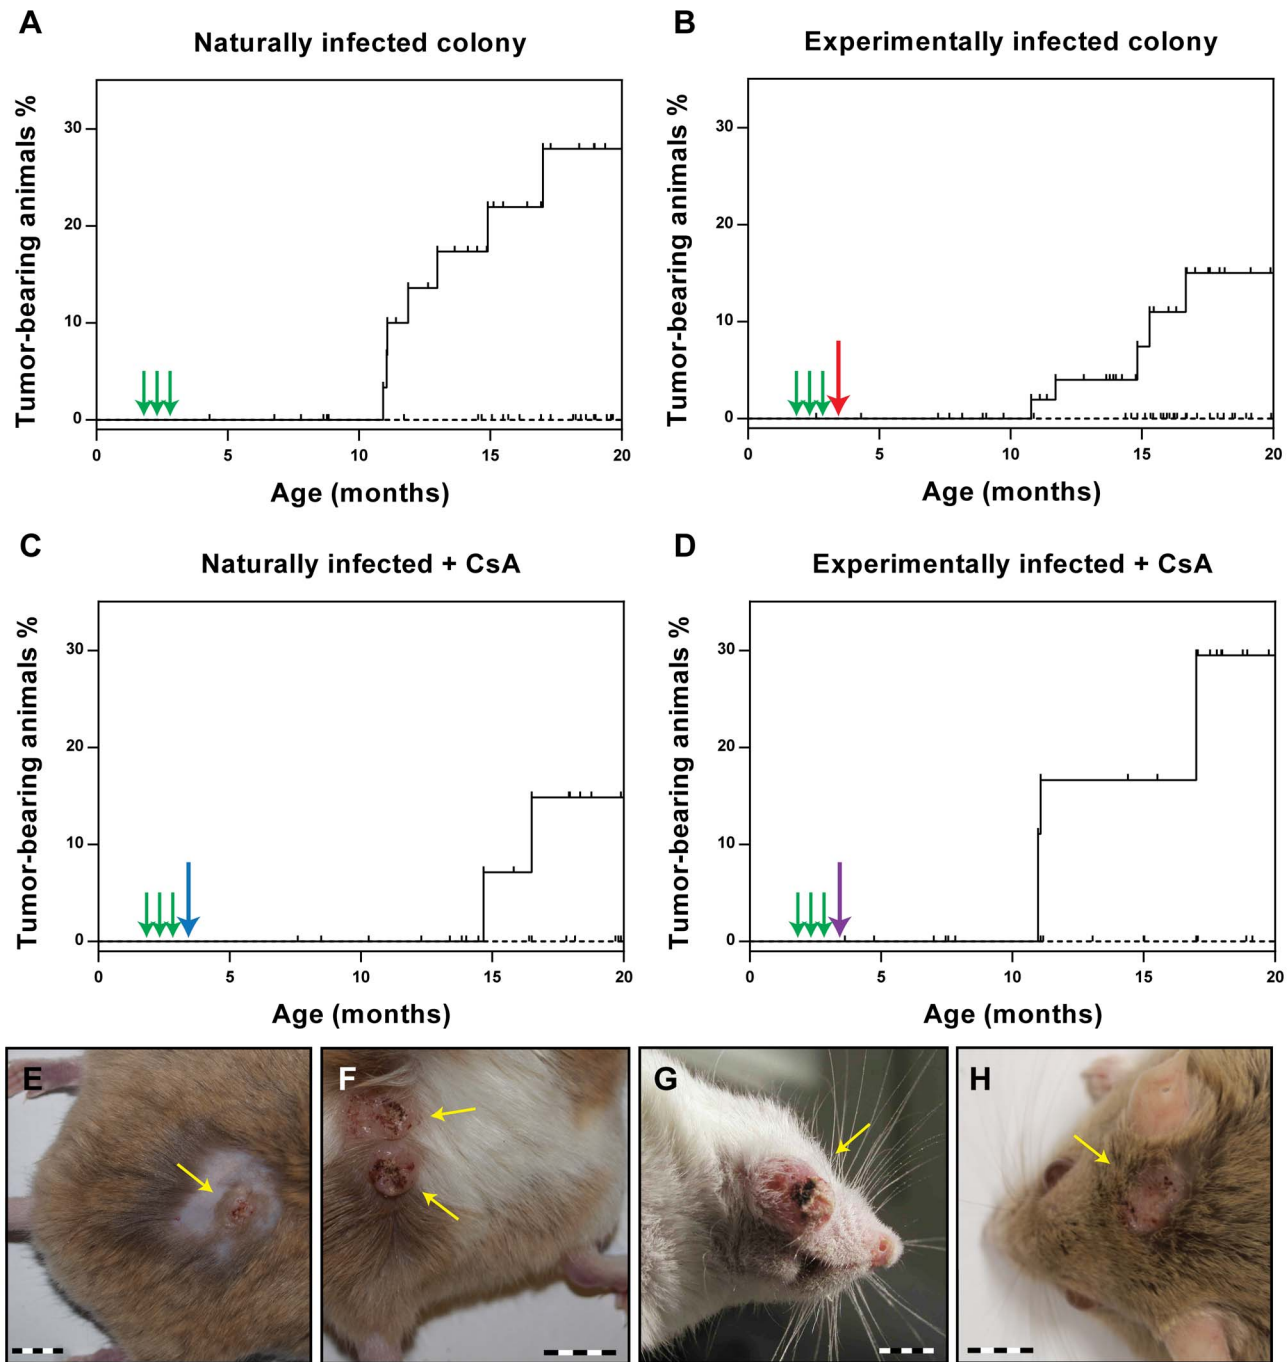 A
Naturally infected colony
Tumor-bearing animals %
30
20
10
0
0 5 10 15 20
Age (months)
B
Experimentally infected colony
Tumor-bearing animals %
30
20
10
0
0 5 10 15 20
Age (months)
C
Naturally infected + CsA
Tumor-bearing animals %
30
20
10
0
0 5 10 15 20
Age (months)
D
Experimentally infected + CsA
Tumor-bearing animals %
30
20
10
0
0 5 10 15 20
Age (months)
E
F
G
H